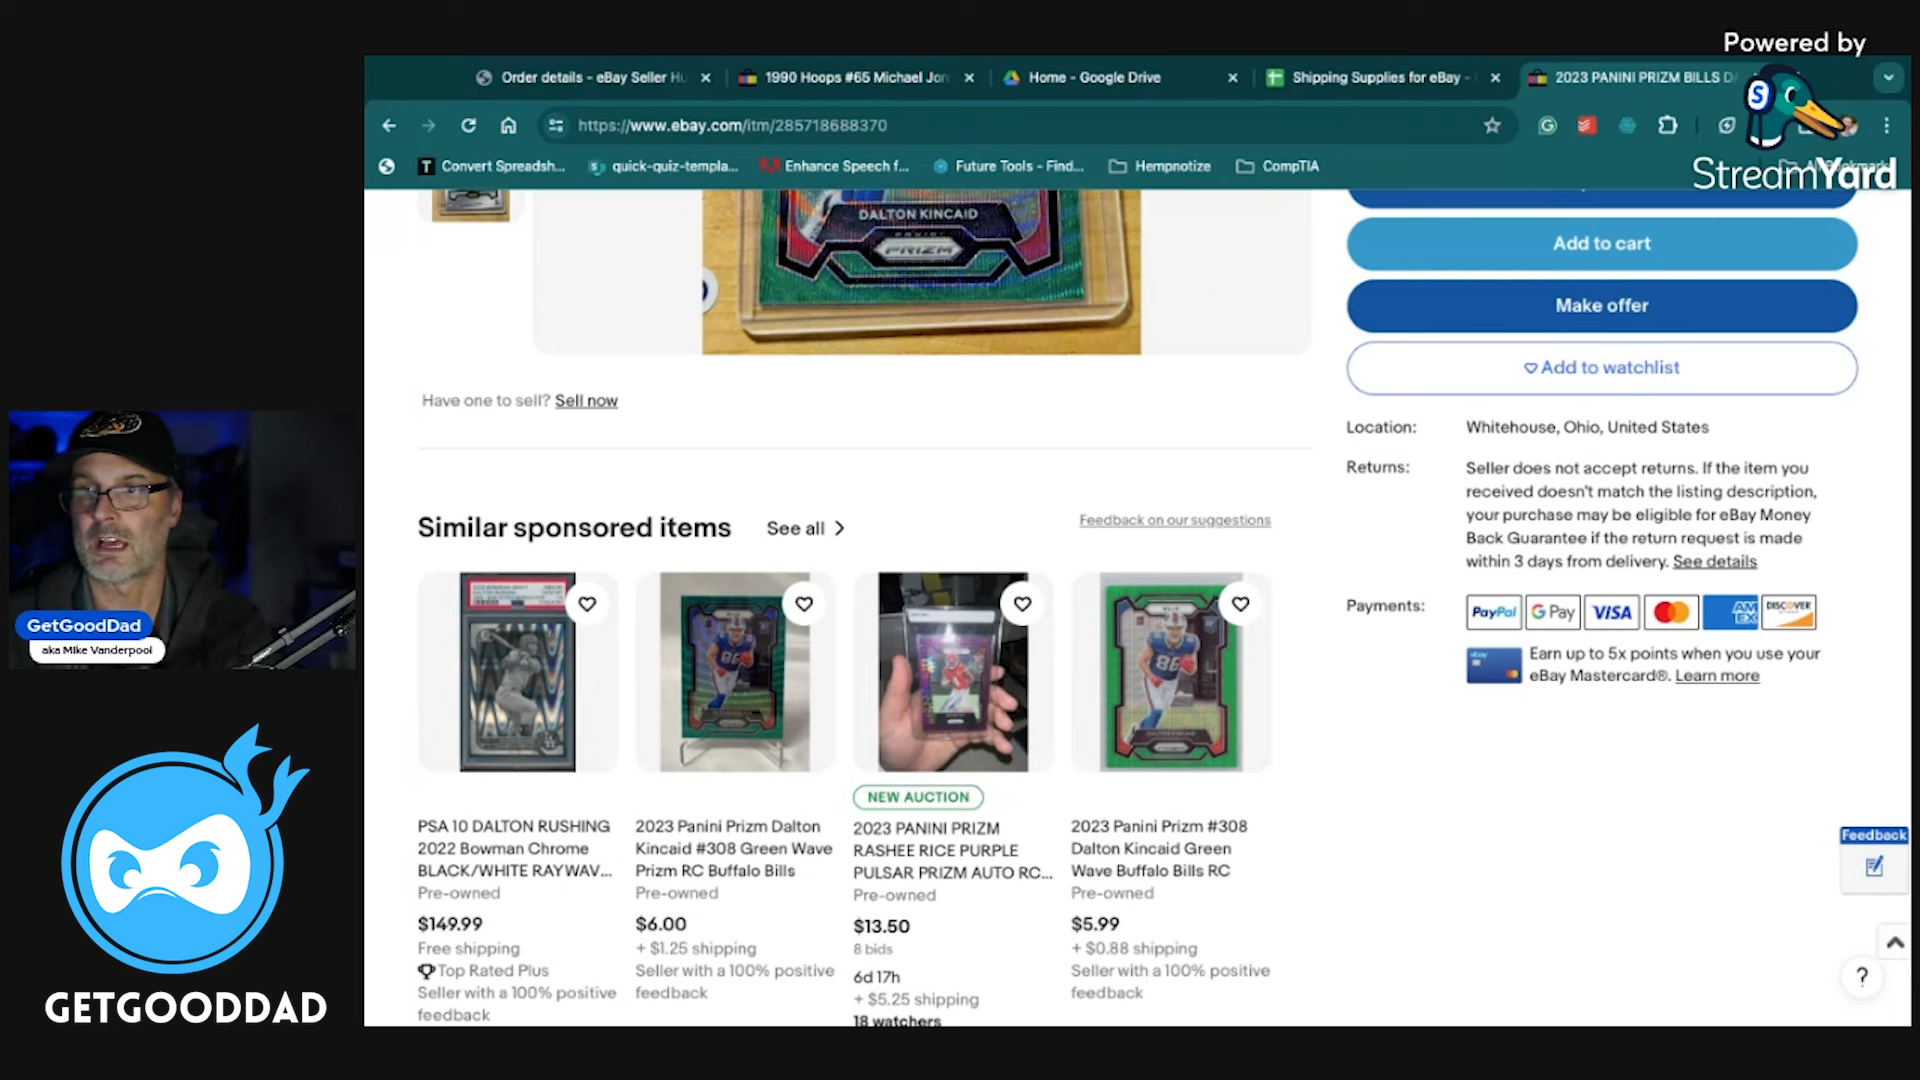 Powered by
StreamYard
Order details - eBay Seller Hu
1990 Hoops #65 Michael Jor
Home - Google Drive
Shipping Supplies for eBay -
2023 PANINI PRIZM BILLS D
https://www.ebay.com/itm/285718688370
Convert Spreadsh...
quick-quiz-templa...
Enhance Speech f...
Future Tools - Find...
Hempnotize
CompTIA
DALTON KINCAID
PANINI
PRIZM
Add to cart
Make offer
Add to watchlist
Have one to sell? Sell now
Location: Whitehouse, Ohio, United States
Returns: Seller does not accept returns. If the item you
received doesn't match the listing description,
your purchase may be eligible for eBay Money
Back Guarantee if the return request is made
within 3 days from delivery. See details
Payments: PayPal G Pay VISA AM EX DISCOVER
Earn up to 5x points when you use your
eBay Mastercard®. Learn more
Similar sponsored items See all
Feedback on our suggestions
PSA 10 DALTON RUSHING
2022 Bowman Chrome
BLACK/WHITE RAYWAV...
Pre-owned
$149.99
Free shipping
Top Rated Plus
Seller with a 100% positive
feedback
2023 Panini Prizm Dalton
Kincaid #308 Green Wave
Prizm RC Buffalo Bills
Pre-owned
$6.00
+ $1.25 shipping
Seller with a 100% positive
feedback
NEW AUCTION
2023 PANINI PRIZM
RASHEE RICE PURPLE
PULSAR PRIZM AUTO RC...
Pre-owned
$13.50
8 bids
6d 17h
+ $5.25 shipping
18 watchers
2023 Panini Prizm #308
Dalton Kincaid Green
Wave Buffalo Bills RC
Pre-owned
$5.99
+ $0.88 shipping
Seller with a 100% positive
feedback
Feedback
?
GetGoodDad
aka Mike Vanderpool
GETGOODDAD